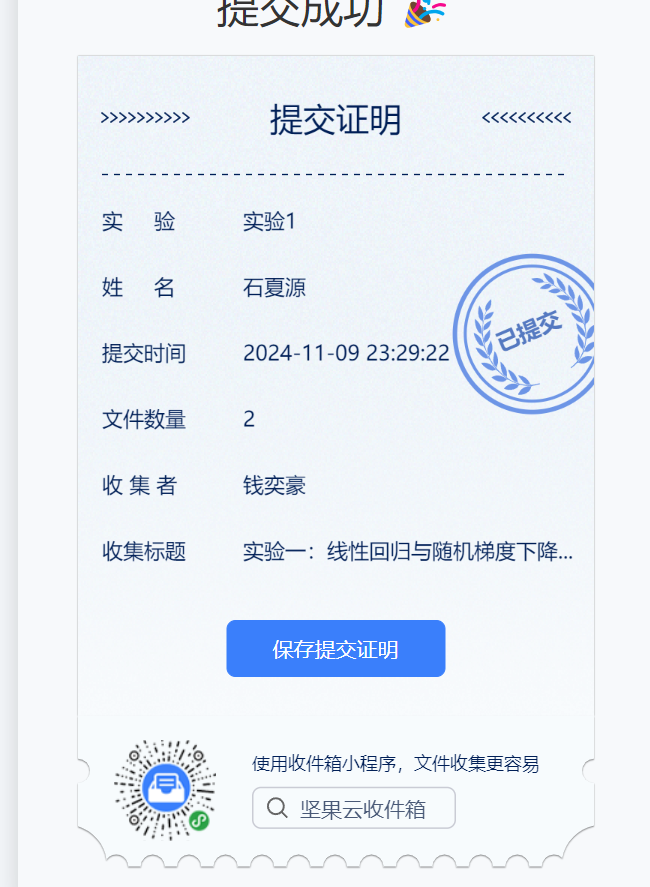 提交成功 🎉
>>>>>>>>>> 提交证明 <<<<<<<<<<
实 验 实验1
姓 名 石夏源
已提交
提交时间 2024-11-09 23:29:22
文件数量 2
收 集 者 钱奕豪
收集标题 实验一：线性回归与随机梯度下降...
保存提交证明
使用收件箱小程序，文件收集更容易
坚果云收件箱